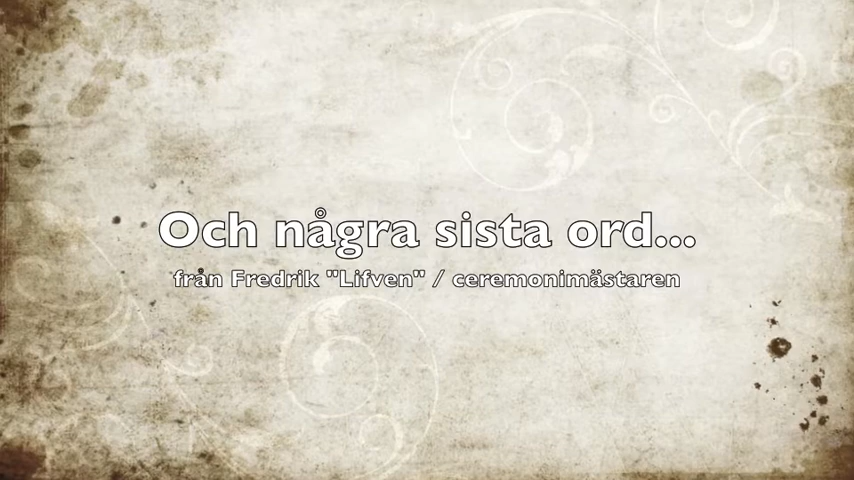 Och några sista ord...
från Fredrik "Lifven" / ceremonimästaren